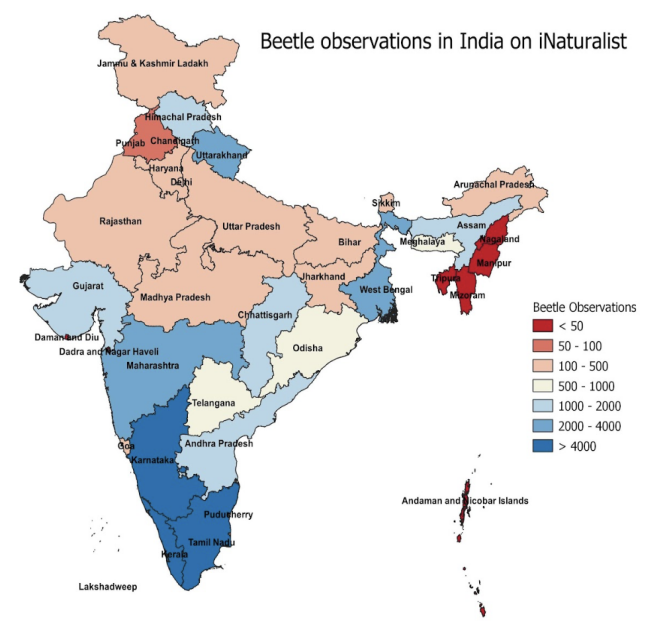 Beetle observations in India on iNaturalist
Jammu & Kashmir Ladakh
Himachal Pradesh
Punjab
Chandigarh
Uttarakhand
Haryana
Delhi
Rajasthan
Uttar Pradesh
Bihar
Sikkim
Arunachal Pradesh
Assam
Meghalaya
Nagaland
Manipur
Tripura
Mizoram
Gujarat
Madhya Pradesh
Jharkhand
West Bengal
Chhattisgarh
Daman and Diu
Dadra and Nagar Haveli
Maharashtra
Odisha
Telangana
Goa
Karnataka
Andhra Pradesh
Puducherry
Tamil Nadu
Kerala
Lakshadweep
Andaman and Nicobar Islands
Beetle Observations
< 50
50 - 100
100 - 500
500 - 1000
1000 - 2000
2000 - 4000
> 4000